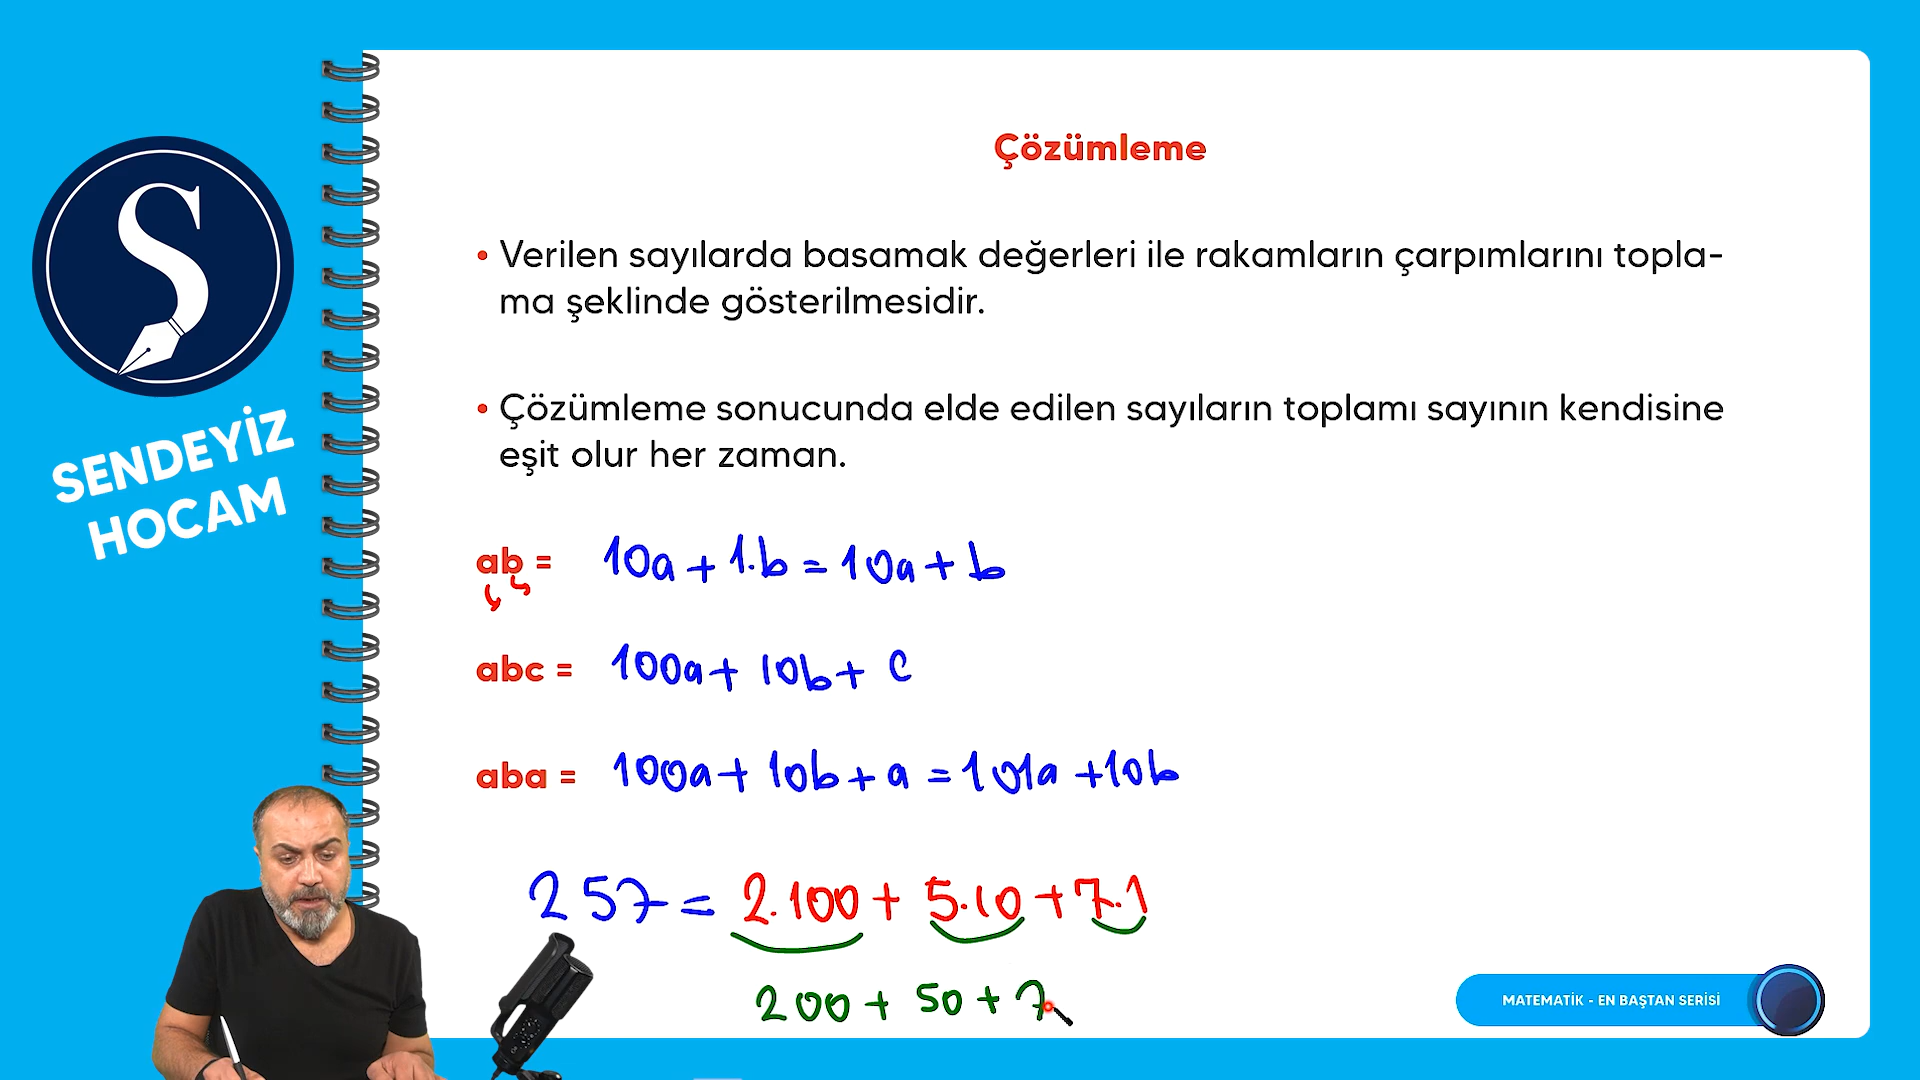 S
SENDEYİZ
HOCAM
Çözümleme
• Verilen sayılarda basamak değerleri ile rakamların çarpımlarını topla-
ma şeklinde gösterilmesidir.
• Çözümleme sonucunda elde edilen sayıların toplamı sayının kendisine
eşit olur her zaman.
ab = 10a + 1.b = 10a + b
abc = 100a + 10b + c
aba = 100a + 10b + a = 101a + 10b
257 = 2.100 + 5.10 + 7.1
200 + 50 + 7
MATEMATİK - EN BAŞTAN SERİSİ